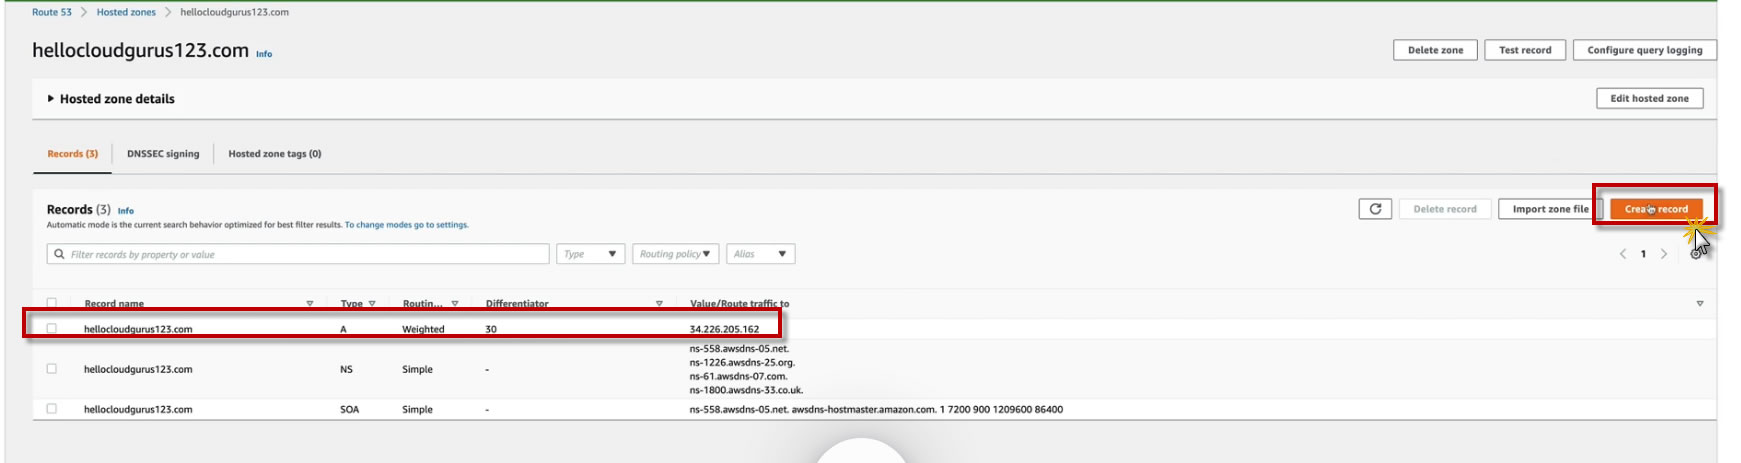 Route 53 > Hosted zones > hellocloudgurus123.com
hellocloudgurus123.com Info
Delete zone Test record Configure query logging
Hosted zone details
Edit hosted zone
Records (3) DNSSEC signing Hosted zone tags (0)
Records (3) Info
Automatic mode is the current search behavior optimized for best filter results. To change modes go to settings.
Delete record Import zone file Create record
Filter records by property or value Type Routing policy Alias
1
Record name Type Routin... Differentiator Value/Route traffic to
hellocloudgurus123.com A Weighted 30 34.226.205.162
hellocloudgurus123.com NS Simple - ns-558.awsdns-05.net.
ns-1226.awsdns-25.org.
ns-61.awsdns-07.com.
ns-1800.awsdns-33.co.uk.
hellocloudgurus123.com SOA Simple - ns-558.awsdns-05.net. awsdns-hostmaster.amazon.com. 1 7200 900 1209600 86400